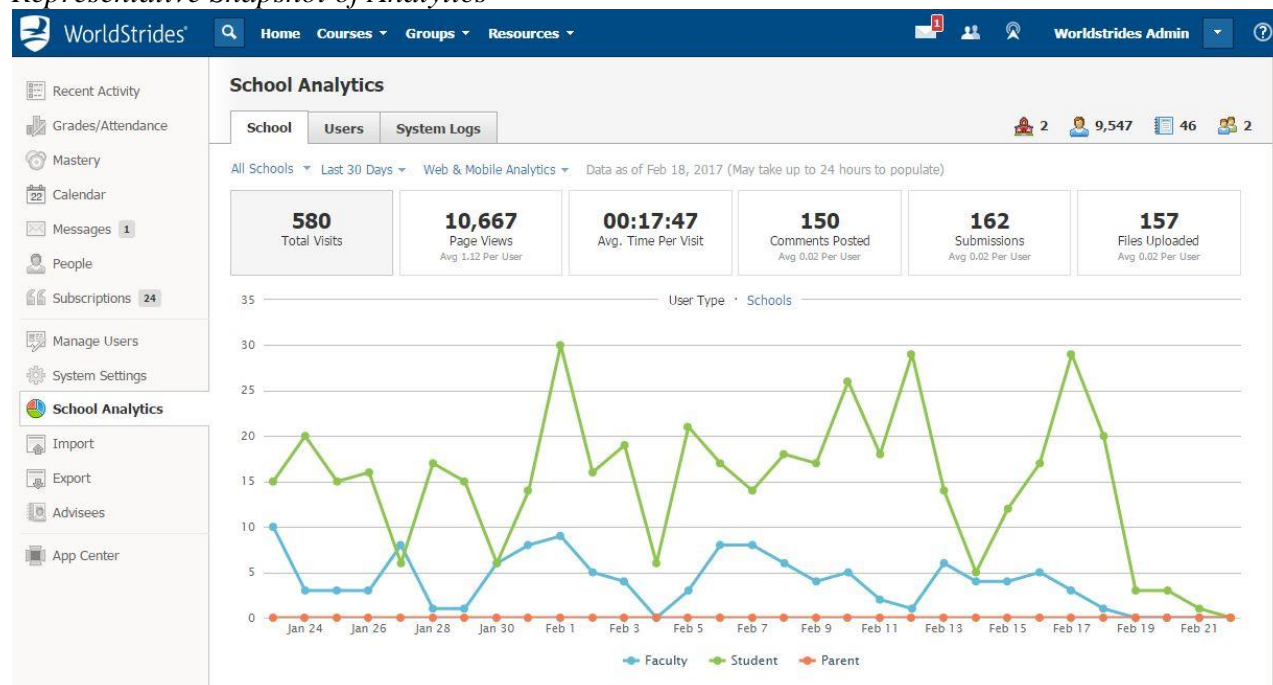 Representative Snapshot of Analytics
WorldStrides Home Courses Groups Resources 1 Worldstrides Admin ?
Recent Activity
Grades/Attendance
Mastery
22 Calendar
Messages 1
People
Subscriptions 24
Manage Users
System Settings
School Analytics
Import
Export
Advisees
App Center
School Analytics
School Users System Logs 2 9,547 46 2
All Schools Last 30 Days Web & Mobile Analytics Data as of Feb 18, 2017 (May take up to 24 hours to populate)
580 10,667 00:17:47 150 162 157
Total Visits Page Views Avg. Time Per Visit Comments Posted Submissions Files Uploaded
Avg 1.12 Per User Avg 0.02 Per User Avg 0.02 Per User Avg 0.02 Per User
35 User Type · Schools
30
25
20
15
10
5
0
Jan 24 Jan 26 Jan 28 Jan 30 Feb 1 Feb 3 Feb 5 Feb 7 Feb 9 Feb 11 Feb 13 Feb 15 Feb 17 Feb 19 Feb 21
Faculty Student Parent